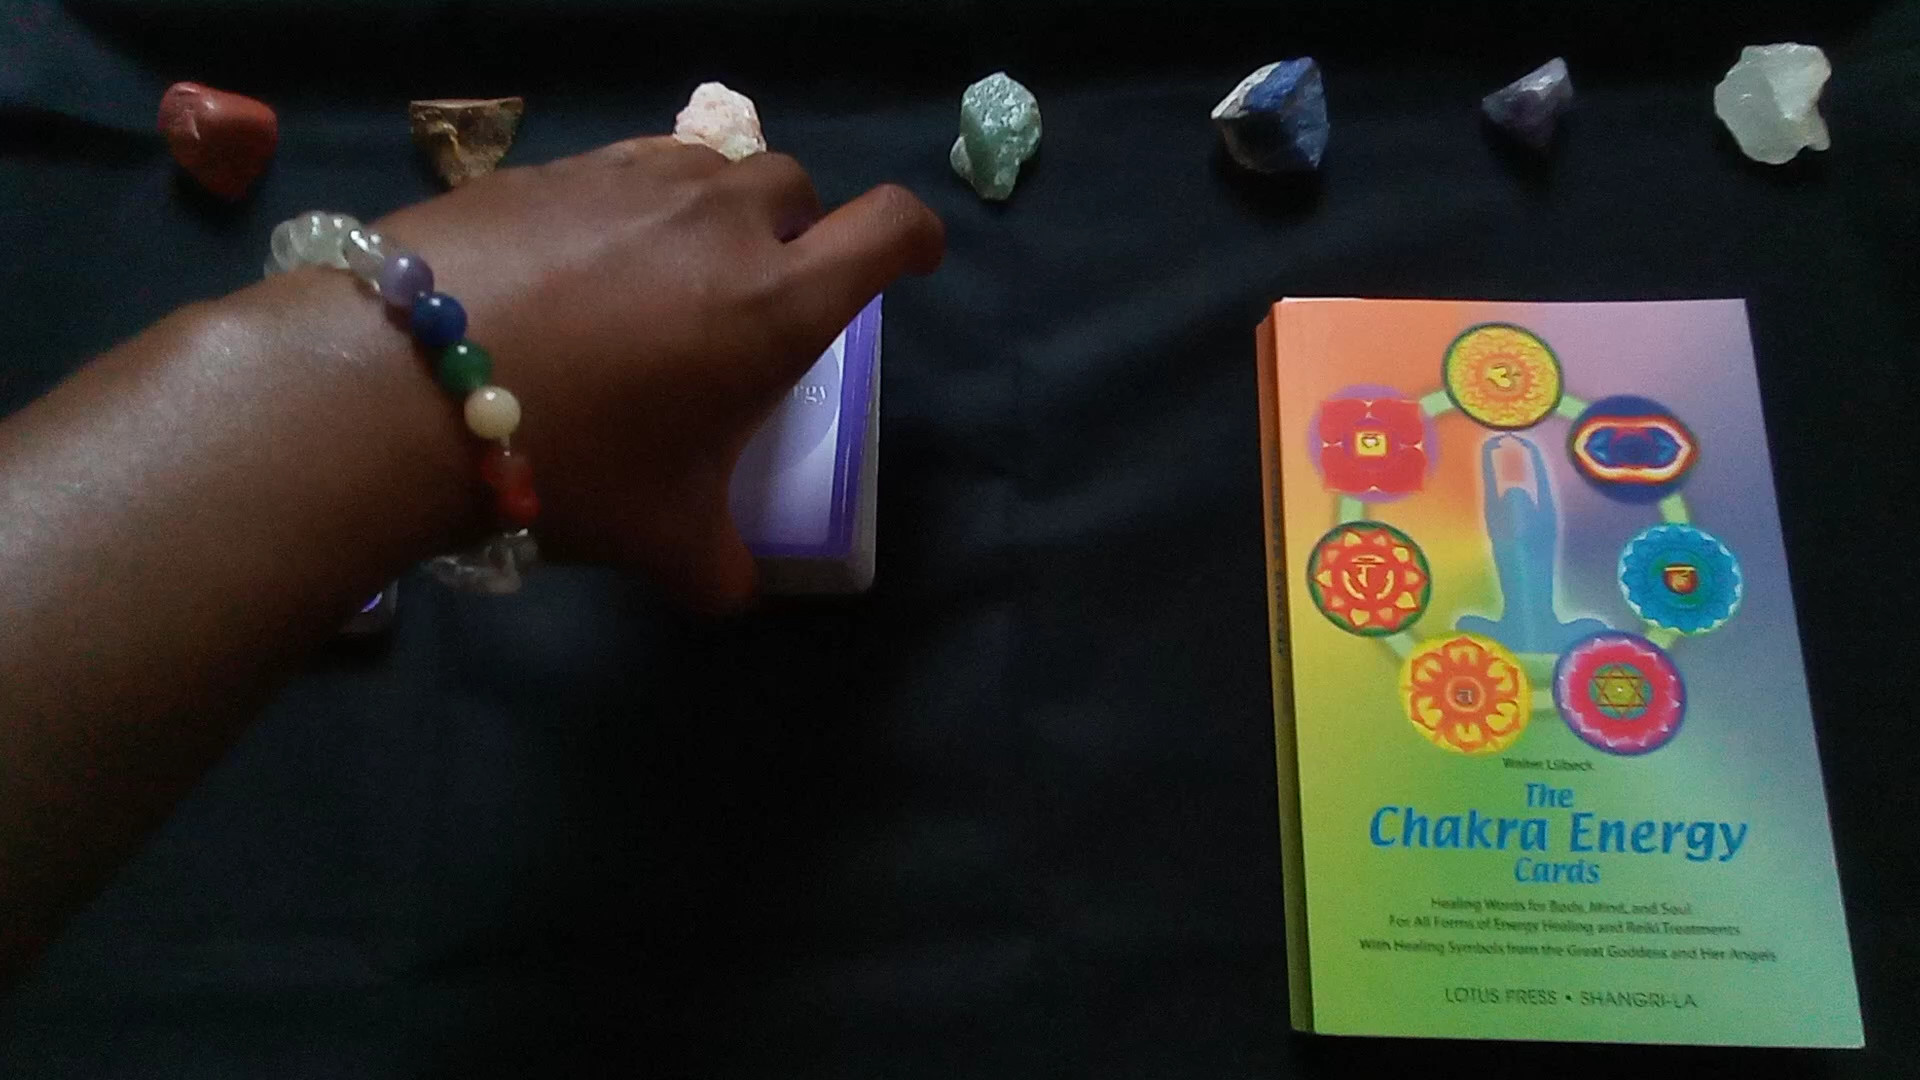 rgy
Walter Lübeck
The
Chakra Energy
Cards
Healing Words for Body, Mind, and Soul
For All Forms of Energy Healing and Reiki Treatments
With Healing Symbols from the Great Goddess and Her Angels
LOTUS PRESS • SHANGRI-LA